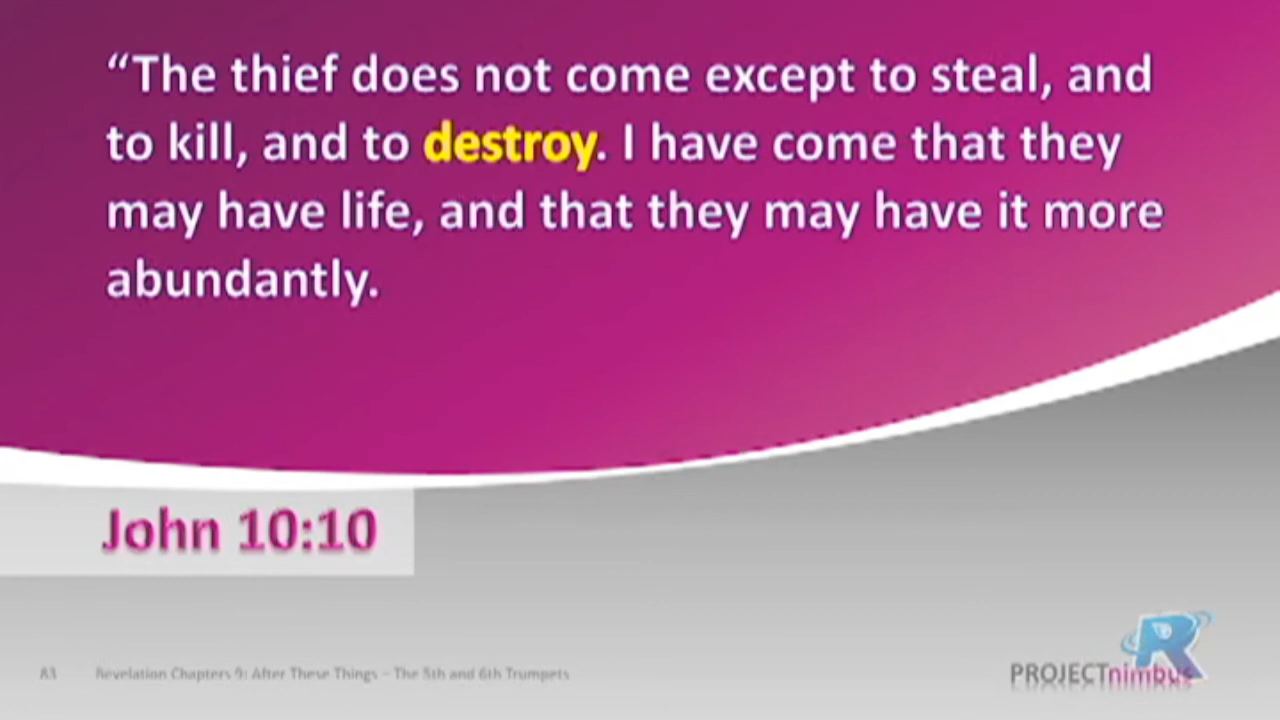 “The thief does not come except to steal, and
to kill, and to destroy. I have come that they
may have life, and that they may have it more
abundantly.
John 10:10
83 Revelation Chapters 9: After These Things – The 5th and 6th Trumpets
R
PROJECTnimbus